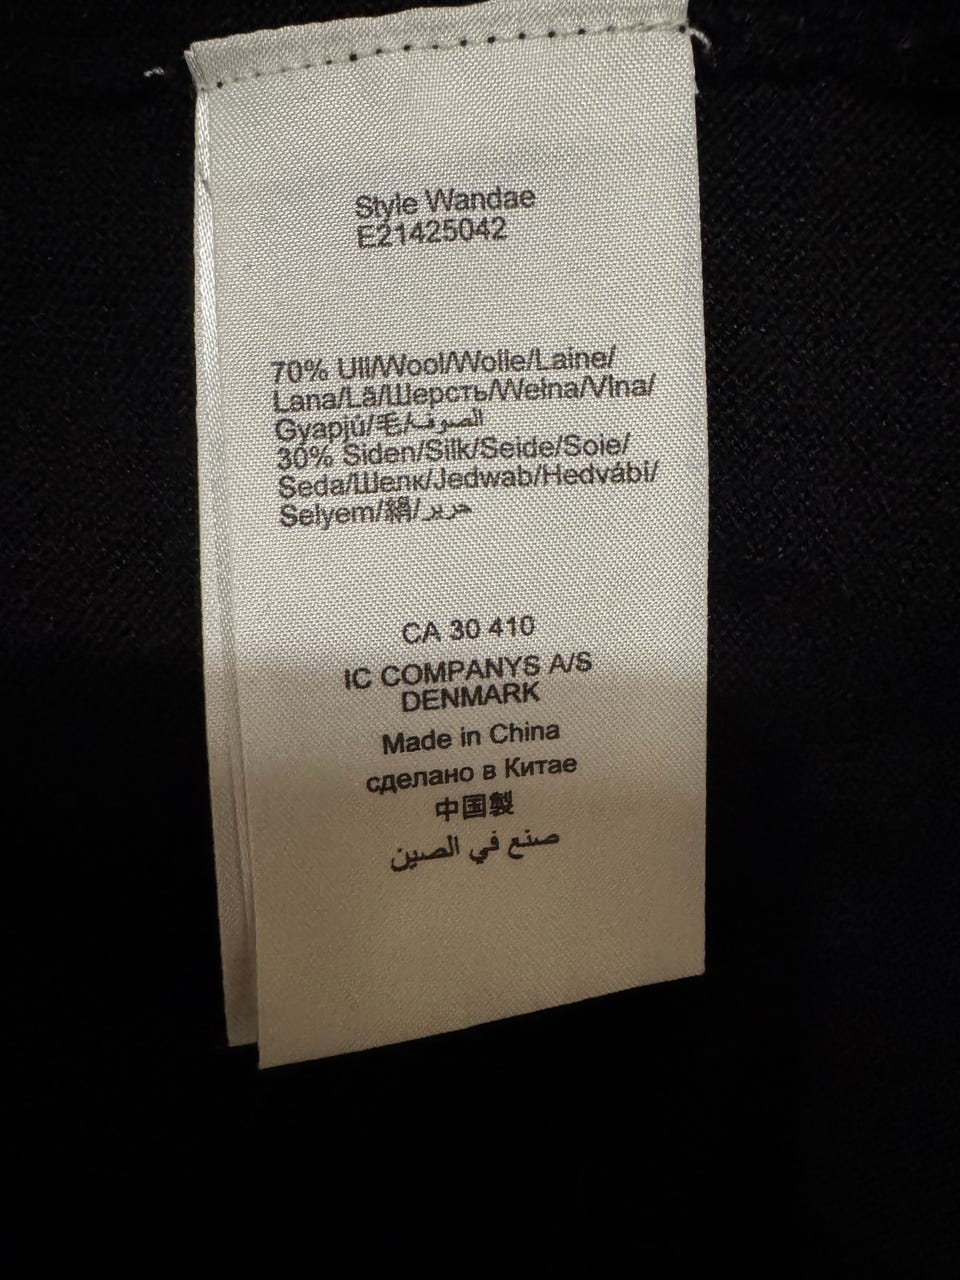 Style Wandae
E21425042
70% Ull/Wool/Wolle/Laine/
Lana/Lã/Шерсть/Wełna/Vlna/
Gyapjú/毛/الصوف
30% Siden/Silk/Seide/Soie/
Seda/Шелк/Jedwab/Hedvábí/
Selyem/絹/حرير
CA 30 410
IC COMPANYS A/S
DENMARK
Made in China
сделано в Китае
中国製
صنع في الصين